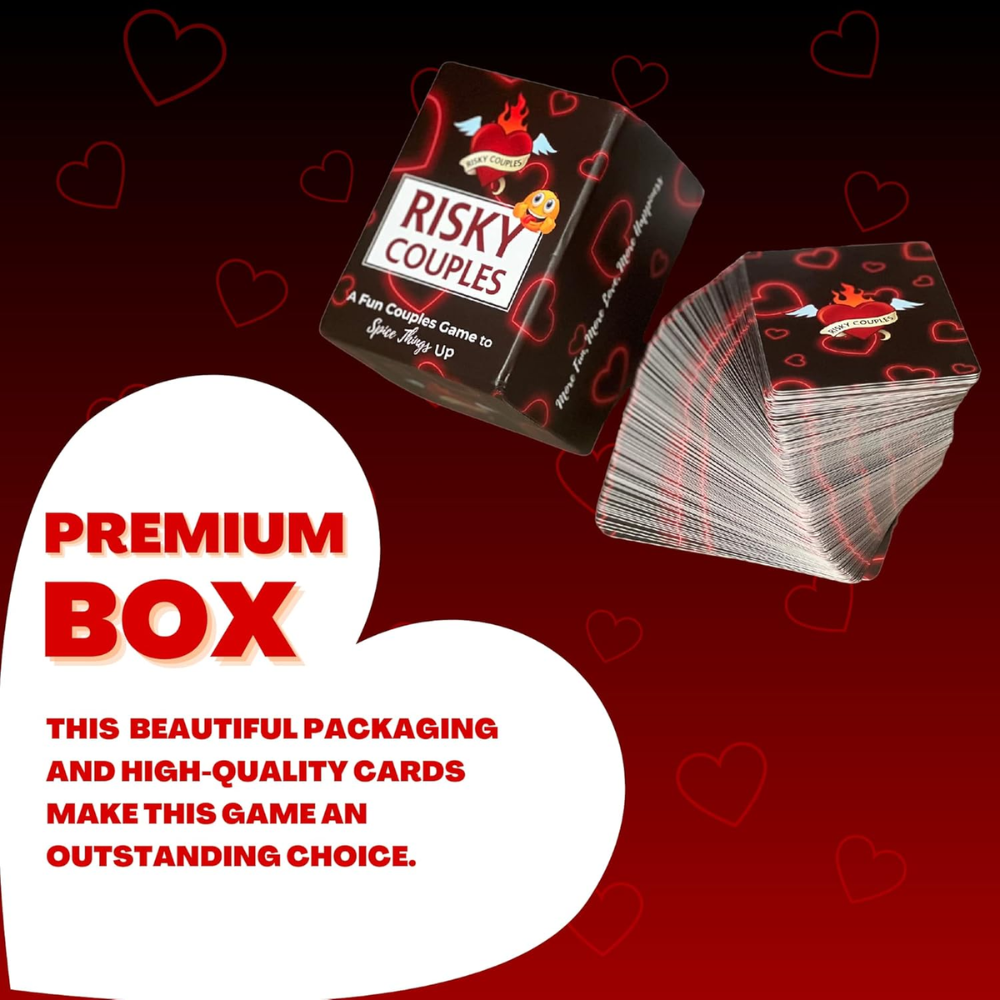 RISKY COUPLES
RISKY
COUPLES
A Fun Couples Game to
Spice Things Up
More Fun, More Love, More Happiness
RISKY COUPLES
PREMIUM
BOX
THIS BEAUTIFUL PACKAGING
AND HIGH-QUALITY CARDS
MAKE THIS GAME AN
OUTSTANDING CHOICE.